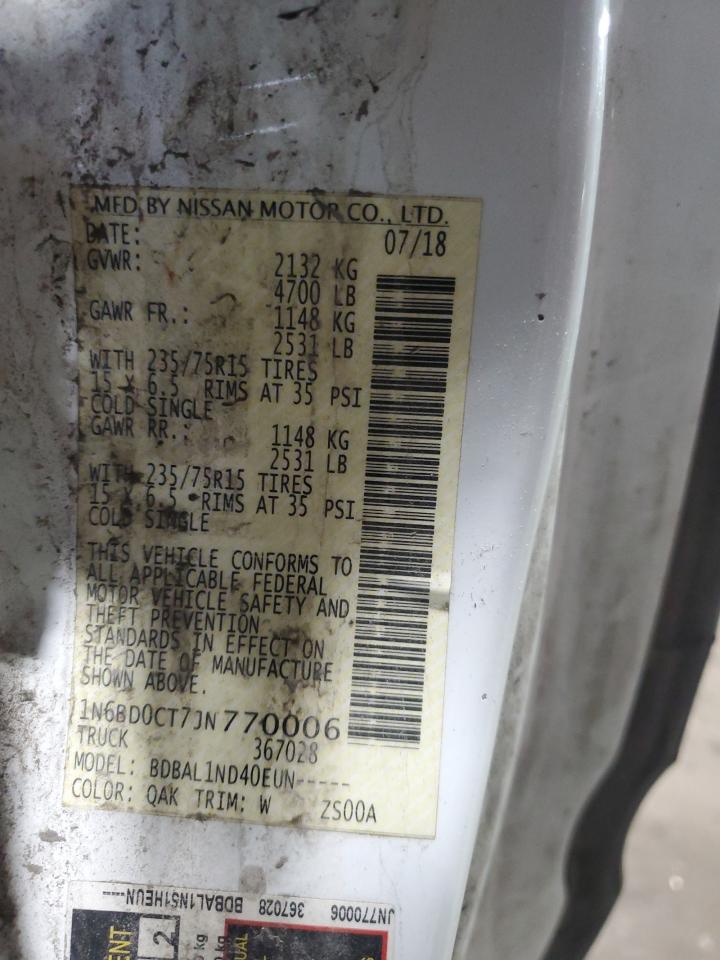 MFD BY NISSAN MOTOR CO., LTD.
DATE: 07/18
GVWR: 2132 KG
4700 LB
GAWR FR.: 1148 KG
2531 LB
WITH 235/75R15 TIRES
15 X 6.5 RIMS AT 35 PSI
COLD SINGLE
GAWR RR.: 1148 KG
2531 LB
WITH 235/75R15 TIRES
15 X 6.5 RIMS AT 35 PSI
COLD SINGLE
THIS VEHICLE CONFORMS TO
ALL APPLICABLE FEDERAL
MOTOR VEHICLE SAFETY AND
THEFT PREVENTION
STANDARDS IN EFFECT ON
THE DATE OF MANUFACTURE
SHOWN ABOVE.
1N6BD0CT7JN770006
TRUCK 367028
MODEL: BDBAL1ND40EUN-----
COLOR: QAK TRIM: W ZS00A
JN770006 367028 BDBAL1NS1HEUN----
2
kg
kg